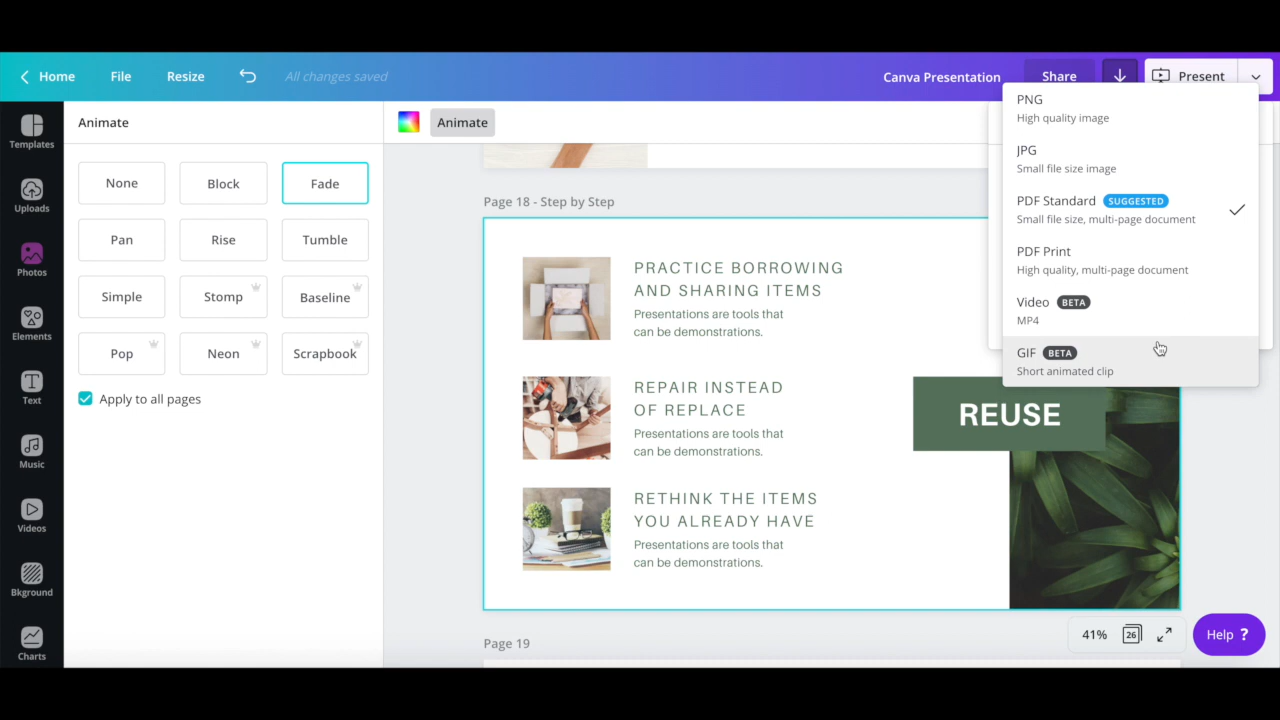 Home File Resize All changes saved Canva Presentation Share Present
Templates
Uploads
Photos
Elements
Text
Music
Videos
Bkground
Charts
Animate
None Block Fade
Pan Rise Tumble
Simple Stomp Baseline
Pop Neon Scrapbook
Apply to all pages
Animate
Page 18 - Step by Step
PRACTICE BORROWING
AND SHARING ITEMS
Presentations are tools that
can be demonstrations.
REPAIR INSTEAD
OF REPLACE
Presentations are tools that
can be demonstrations.
RETHINK THE ITEMS
YOU ALREADY HAVE
Presentations are tools that
can be demonstrations.
REUSE
Page 19
PNG
High quality image
JPG
Small file size image
PDF Standard SUGGESTED
Small file size, multi-page document
PDF Print
High quality, multi-page document
Video BETA
MP4
GIF BETA
Short animated clip
41% 26
Help ?